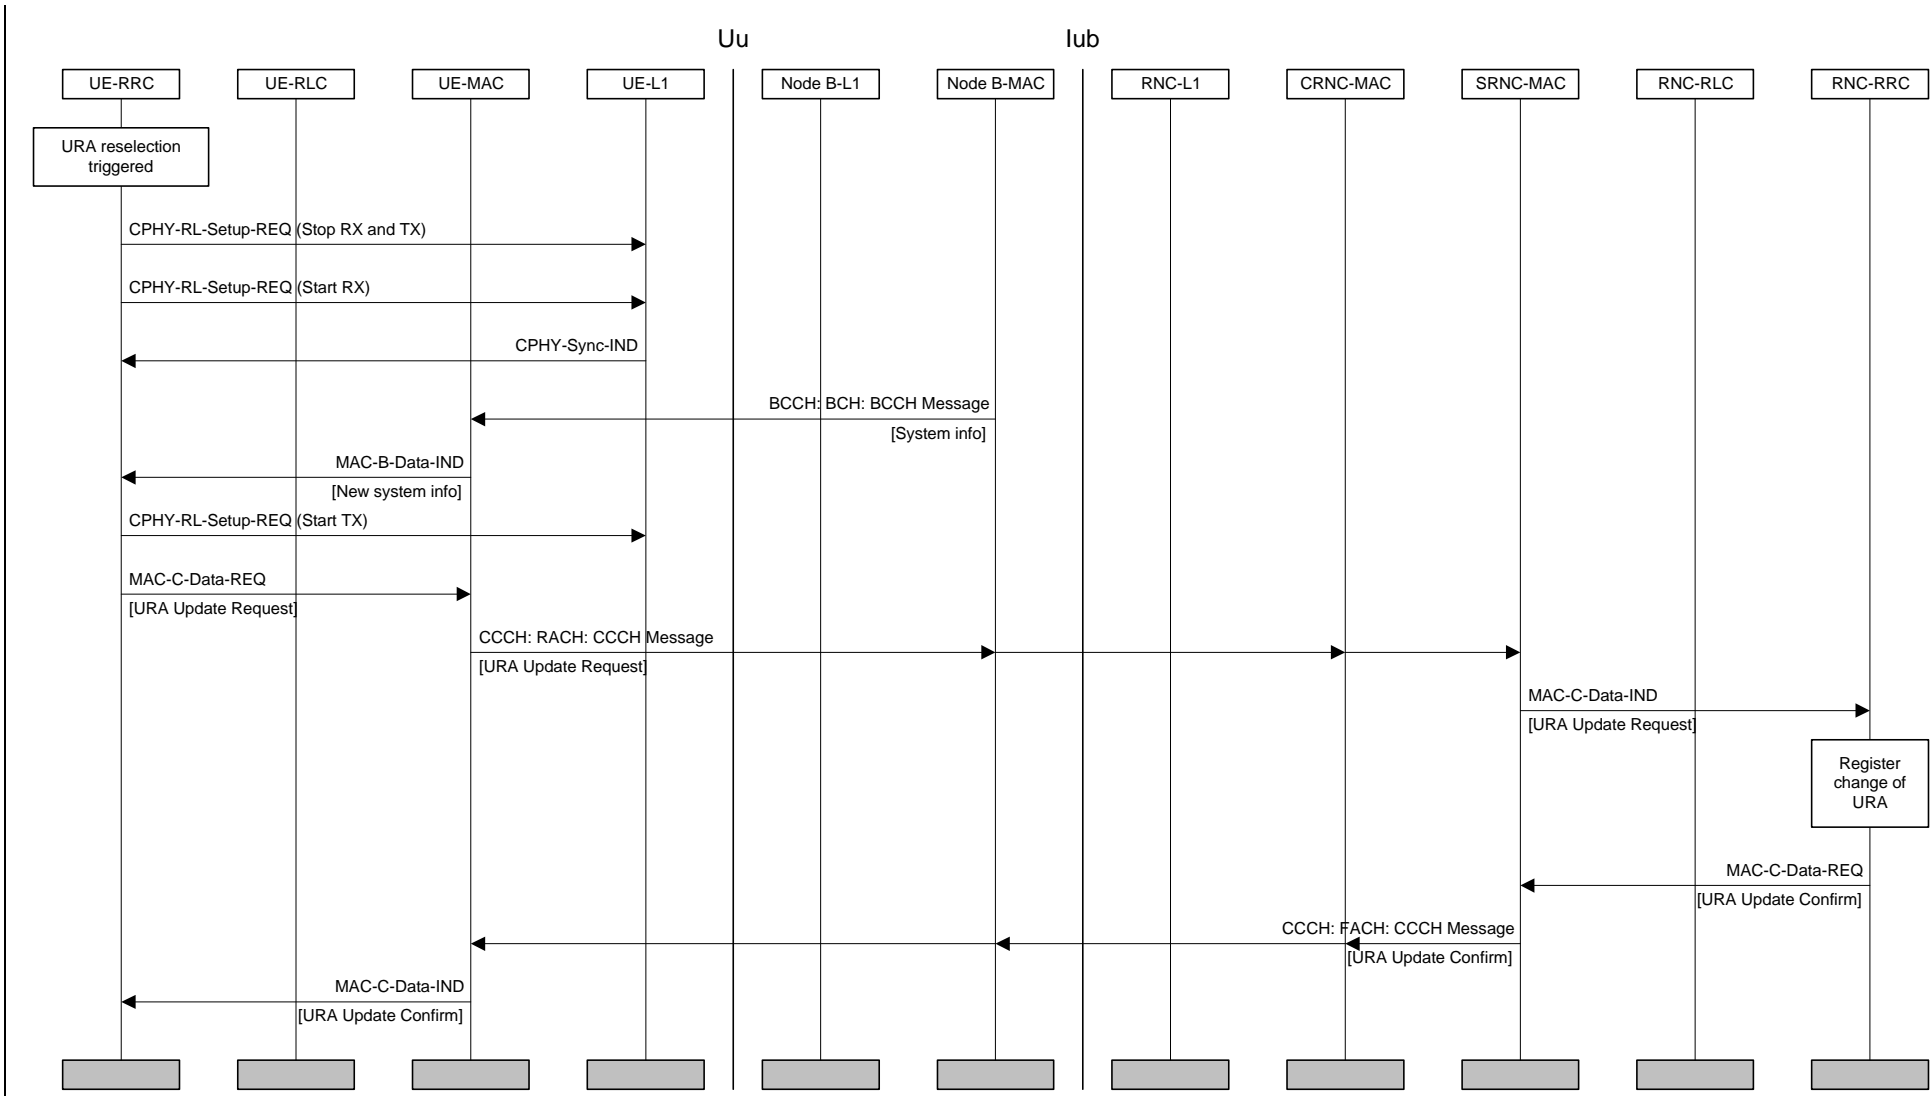 Uu
Iub
UE-RRC
UE-RLC
UE-MAC
UE-L1
Node B-L1
Node B-MAC
RNC-L1
CRNC-MAC
SRNC-MAC
RNC-RLC
RNC-RRC
URA reselection
triggered
CPHY-RL-Setup-REQ (Stop RX and TX)
CPHY-RL-Setup-REQ (Start RX)
CPHY-Sync-IND
BCCH: BCH: BCCH Message
[System info]
MAC-B-Data-IND
[New system info]
CPHY-RL-Setup-REQ (Start TX)
MAC-C-Data-REQ
[URA Update Request]
CCCH: RACH: CCCH Message
[URA Update Request]
MAC-C-Data-IND
[URA Update Request]
Register
change of
URA
MAC-C-Data-REQ
[URA Update Confirm]
CCCH: FACH: CCCH Message
[URA Update Confirm]
MAC-C-Data-IND
[URA Update Confirm]